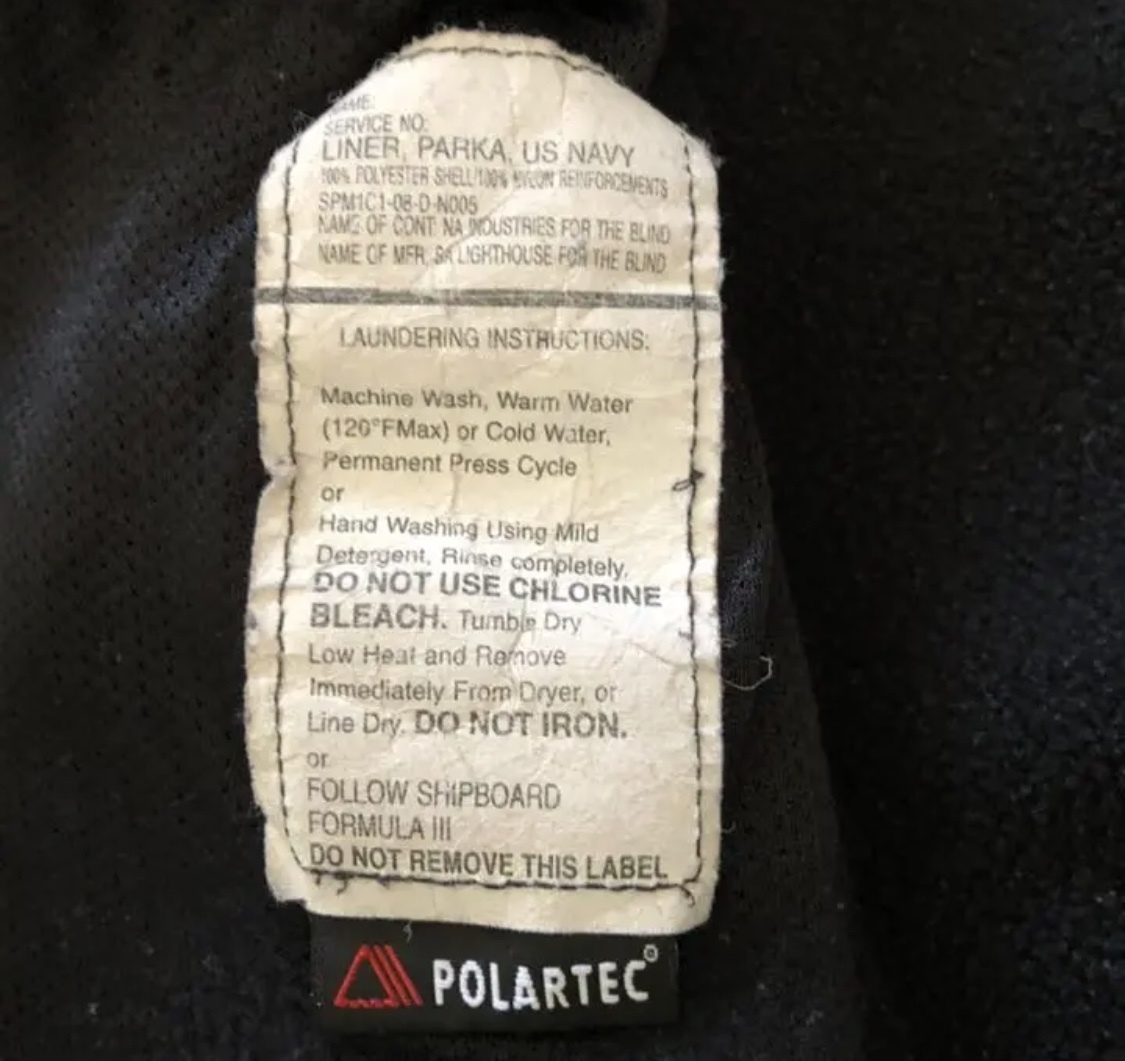 NAME:
SERVICE NO:
LINER, PARKA, US NAVY
100% POLYESTER SHELL/100% NYLON REINFORCEMENTS
SPM1C1-08-D-N005
NAME OF CONT: NA INDUSTRIES FOR THE BLIND
NAME OF MFR. SA LIGHTHOUSE FOR THE BLIND
LAUNDERING INSTRUCTIONS:
Machine Wash, Warm Water
(120°FMax) or Cold Water,
Permanent Press Cycle
or
Hand Washing Using Mild
Detergent, Rinse completely.
DO NOT USE CHLORINE
BLEACH. Tumble Dry
Low Heat and Remove
Immediately From Dryer, or
Line Dry. DO NOT IRON.
or
FOLLOW SHIPBOARD
FORMULA III
DO NOT REMOVE THIS LABEL
POLARTEC®